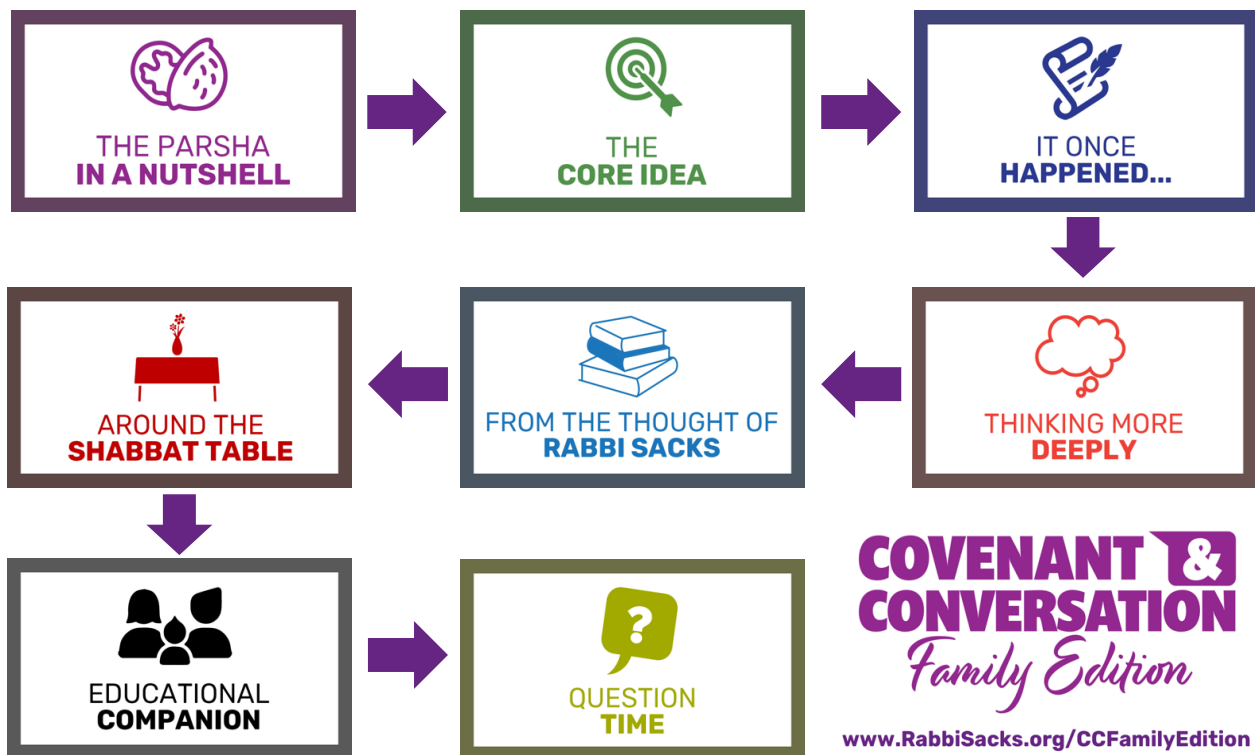 THE PARSHA
IN A NUTSHELL
THE
CORE IDEA
IT ONCE
HAPPENED...
THINKING MORE
DEEPLY
FROM THE THOUGHT OF
RABBI SACKS
AROUND THE
SHABBAT TABLE
EDUCATIONAL
COMPANION
?
QUESTION
TIME
COVENANT &
CONVERSATION
Family Edition
www.RabbiSacks.org/CCFamilyEdition